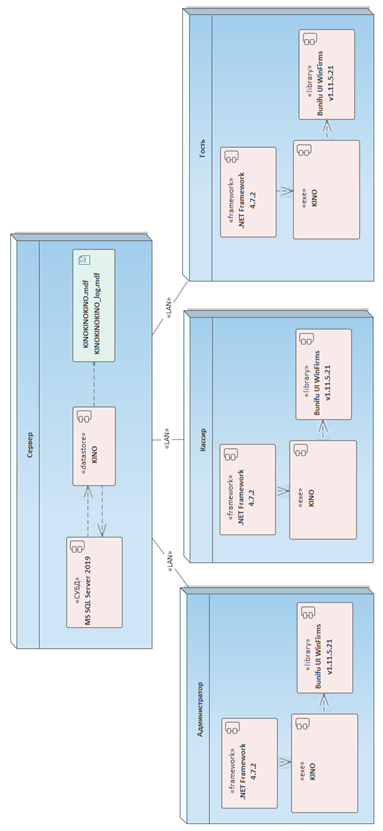 Сервер
«СУБД»
MS SQL Server 2019
«datastore»
KINO
KINOKINOKINO.mdf
KINOKINOKINO_log.mdf
«LAN»
«LAN»
«LAN»
Администратор
«framework»
.NET Framework
4.7.2
«exe»
KINO
«library»
Bunifu UI WinFirms
v1.11.5.21
Кассир
«framework»
.NET Framework
4.7.2
«exe»
KINO
«library»
Bunifu UI WinFirms
v1.11.5.21
Гость
«framework»
.NET Framework
4.7.2
«exe»
KINO
«library»
Bunifu UI WinFirms
v1.11.5.21